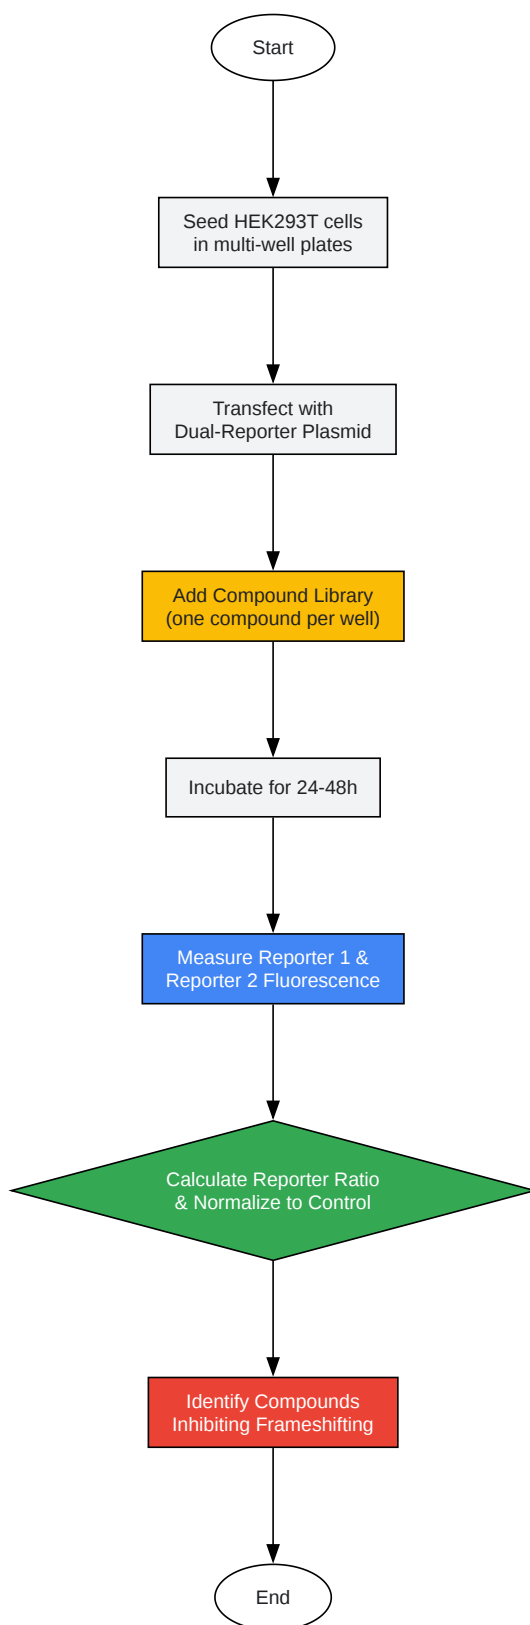 Start
Seed HEK293T cells
in multi-well plates
Transfect with
Dual-Reporter Plasmid
Add Compound Library
(one compound per well)
Incubate for 24-48h
Measure Reporter 1 &
Reporter 2 Fluorescence
Calculate Reporter Ratio
& Normalize to Control
Identify Compounds
Inhibiting Frameshifting
End